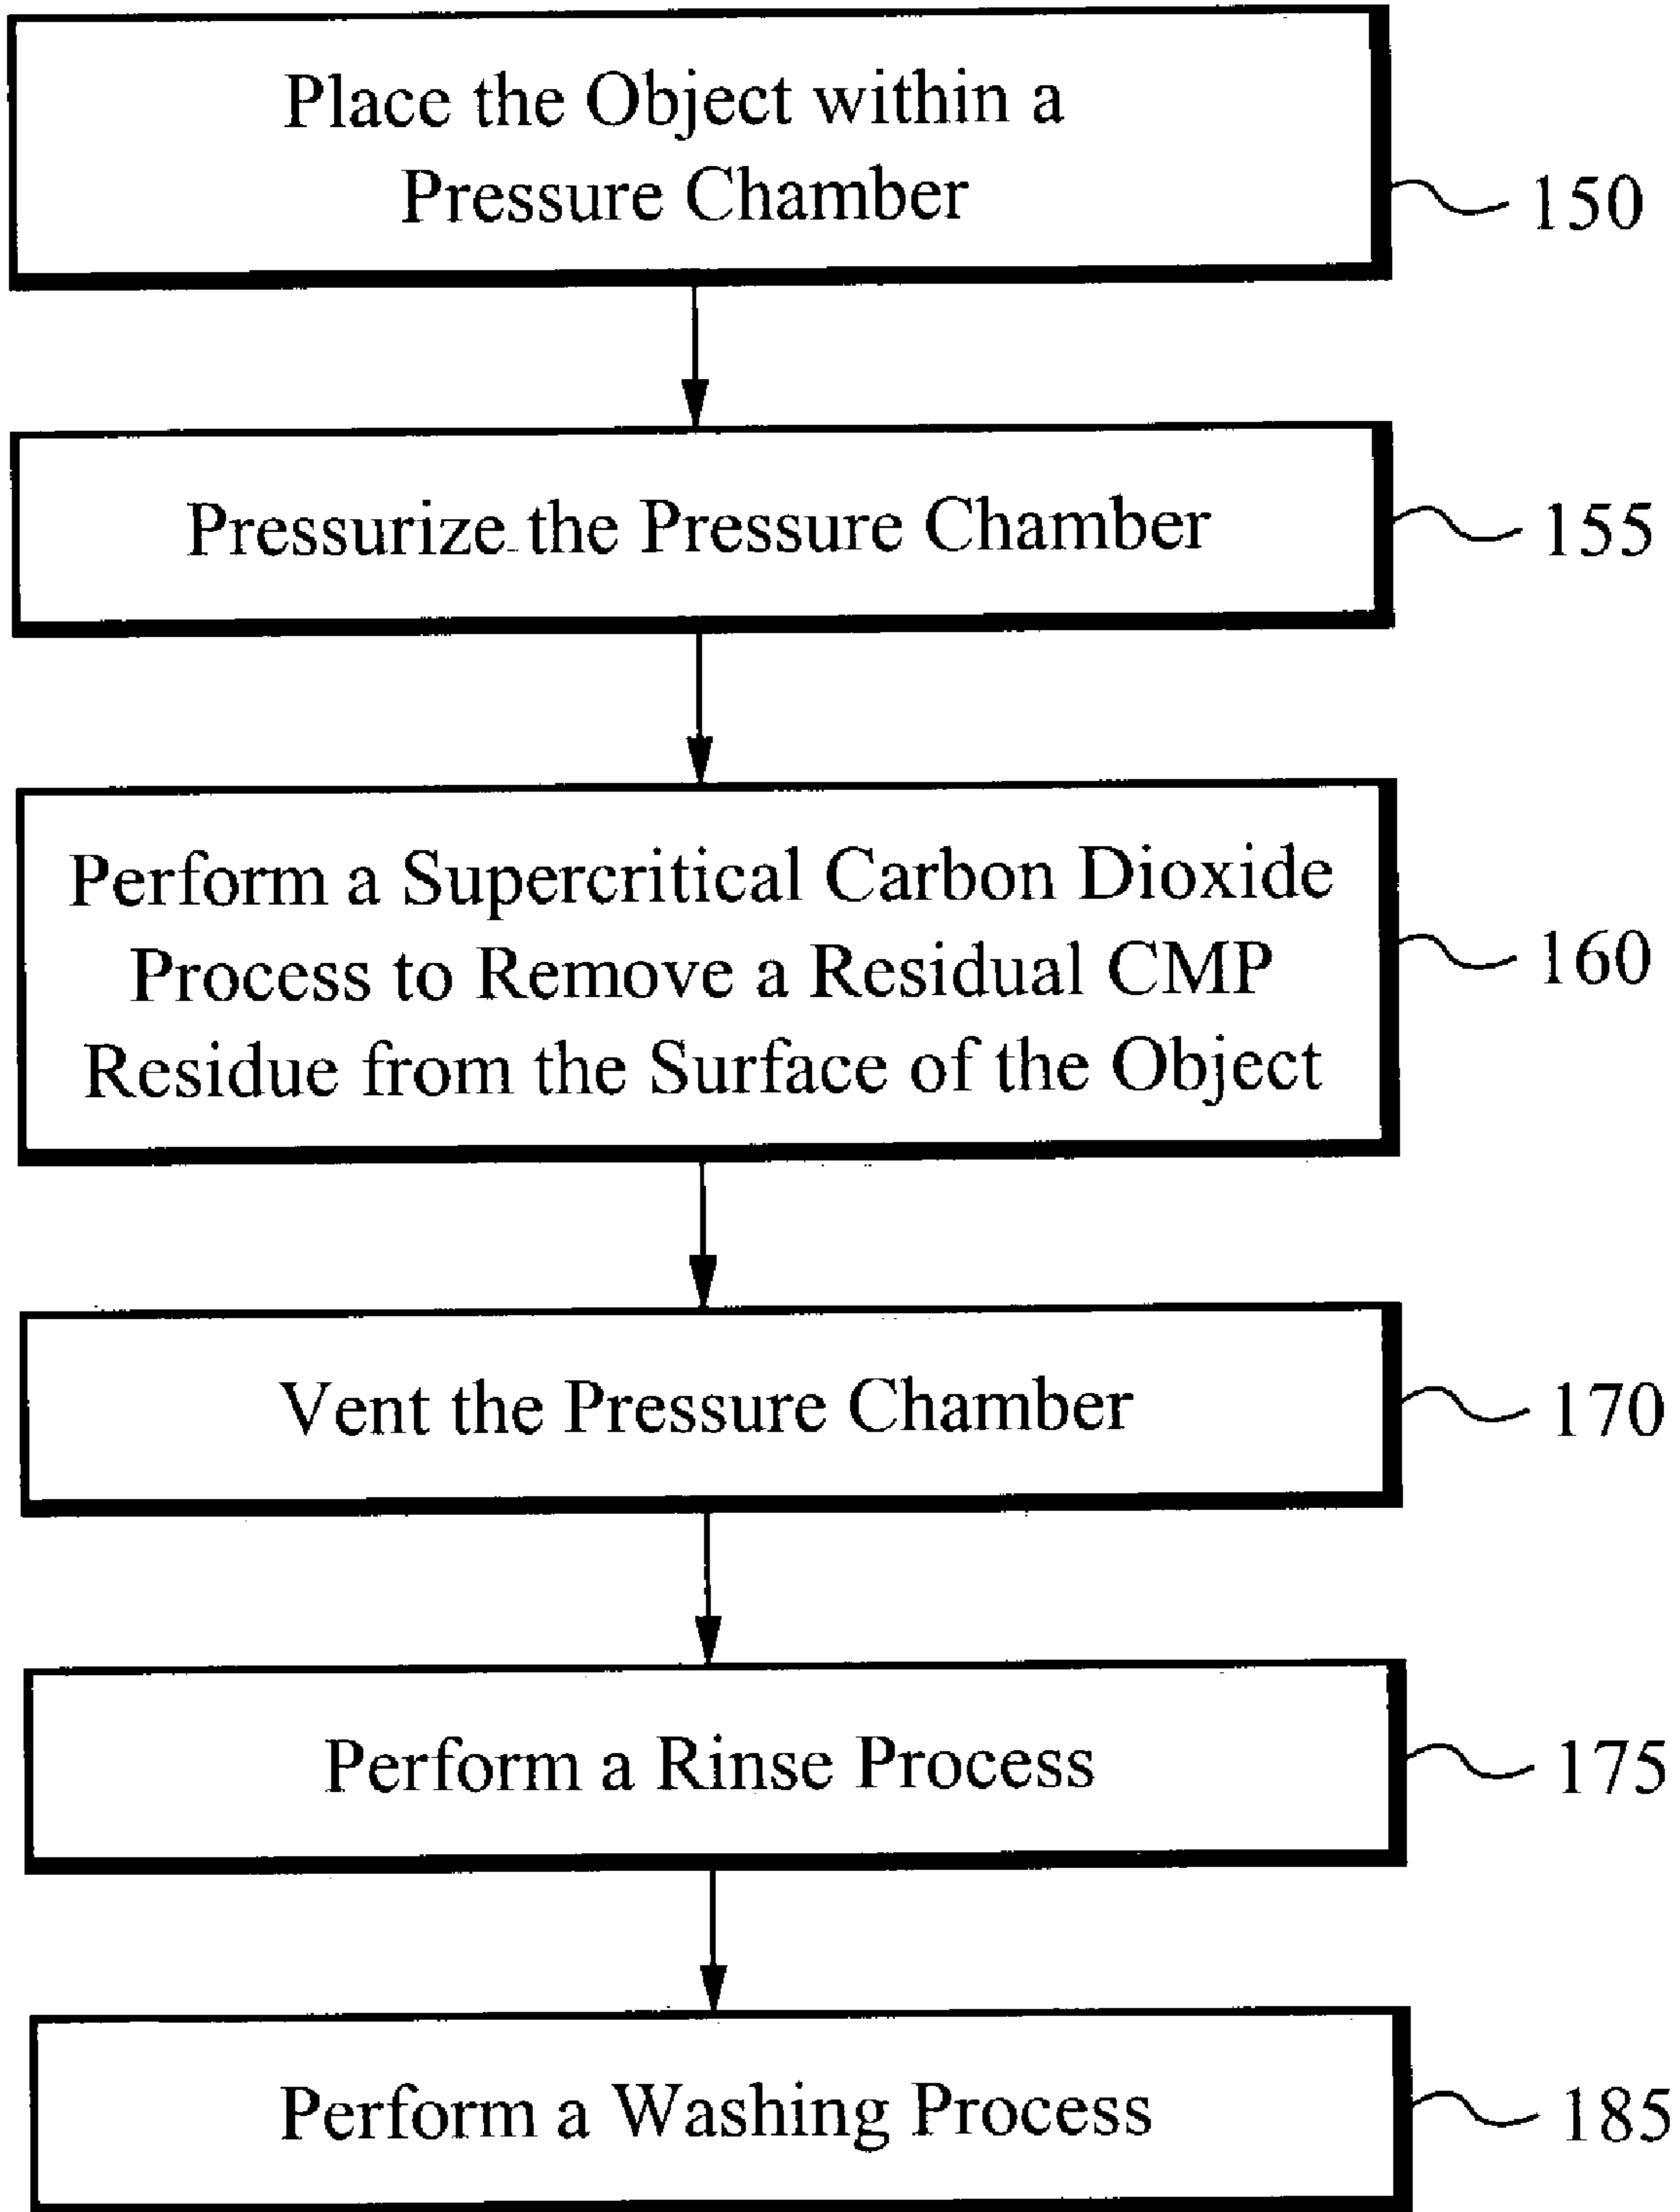 Place the Object within a
Pressure Chamber
150
Pressurize the Pressure Chamber
155
Perform a Supercritical Carbon Dioxide
Process to Remove a Residual CMP
Residue from the Surface of the Object
160
Vent the Pressure Chamber
170
Perform a Rinse Process
175
Perform a Washing Process
185